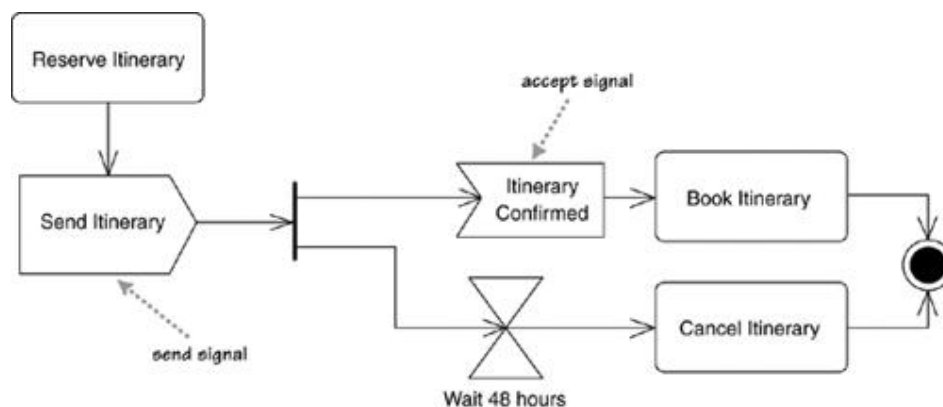 Reserve Itinerary
accept signal
Send Itinerary
Itinerary
Confirmed
Book Itinerary
send signal
Cancel Itinerary
Wait 48 hours